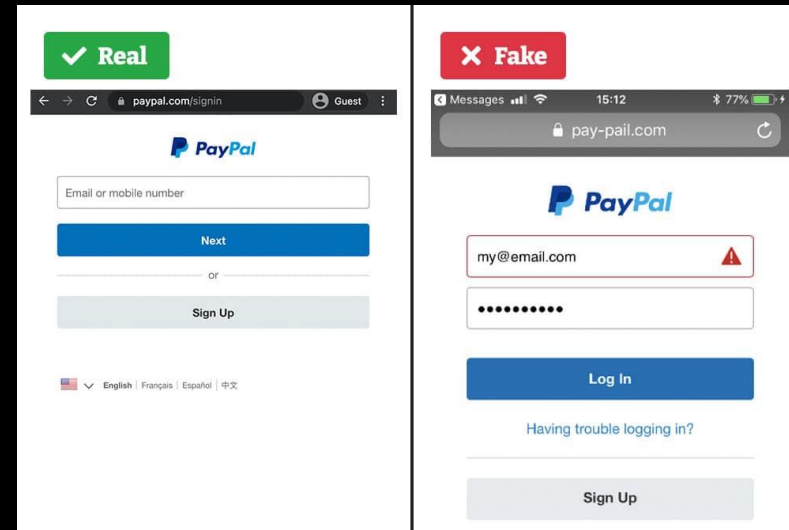 Real
paypal.com/signin
Guest
PayPal
Email or mobile number
Next
or
Sign Up
English | Français | Español | 中文
Fake
Messages 15:12 77%
pay-pail.com
PayPal
my@email.com
••••••••••
Log In
Having trouble logging in?
Sign Up